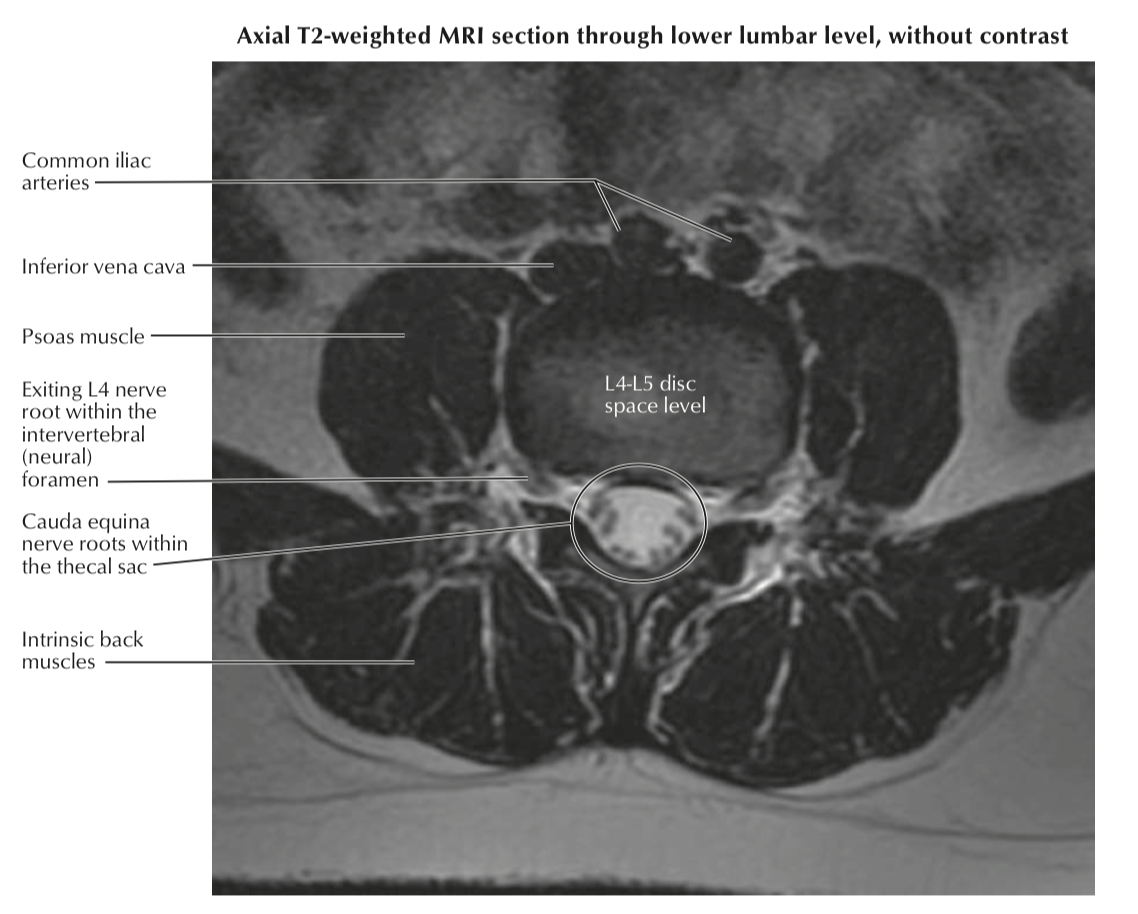 Axial T2-weighted MRI section through lower lumbar level, without contrast
Common iliac
arteries
Inferior vena cava
Psoas muscle
L4-L5 disc
space level
Exiting L4 nerve
root within the
intervertebral
(neural)
foramen
Cauda equina
nerve roots within
the thecal sac
Intrinsic back
muscles